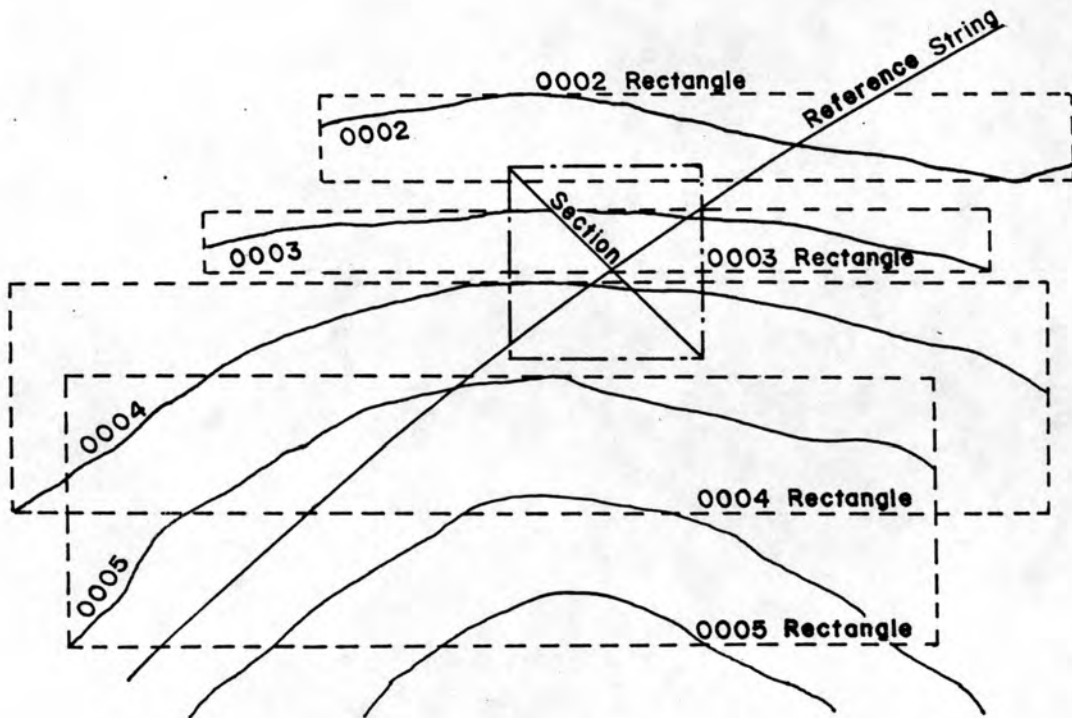 Reference String
0002 Rectangle
0002
Section
0003
0003 Rectangle
0004
0004 Rectangle
0005
0005 Rectangle